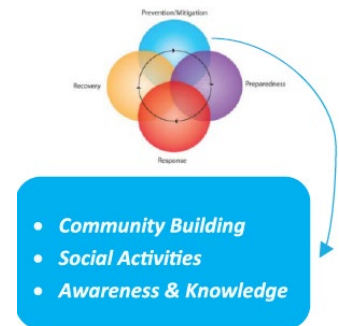 Prevention/Mitigation
Recovery
Preparedness
Response
• Community Building
• Social Activities
• Awareness & Knowledge